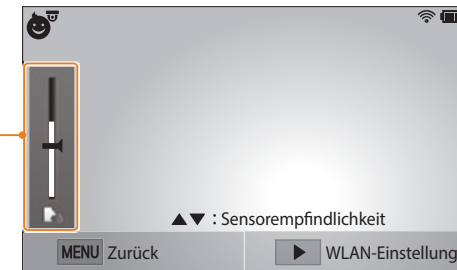 ▲▼ : Sensorempfindlichkeit
MENU Zurück
▶ WLAN-Einstellung